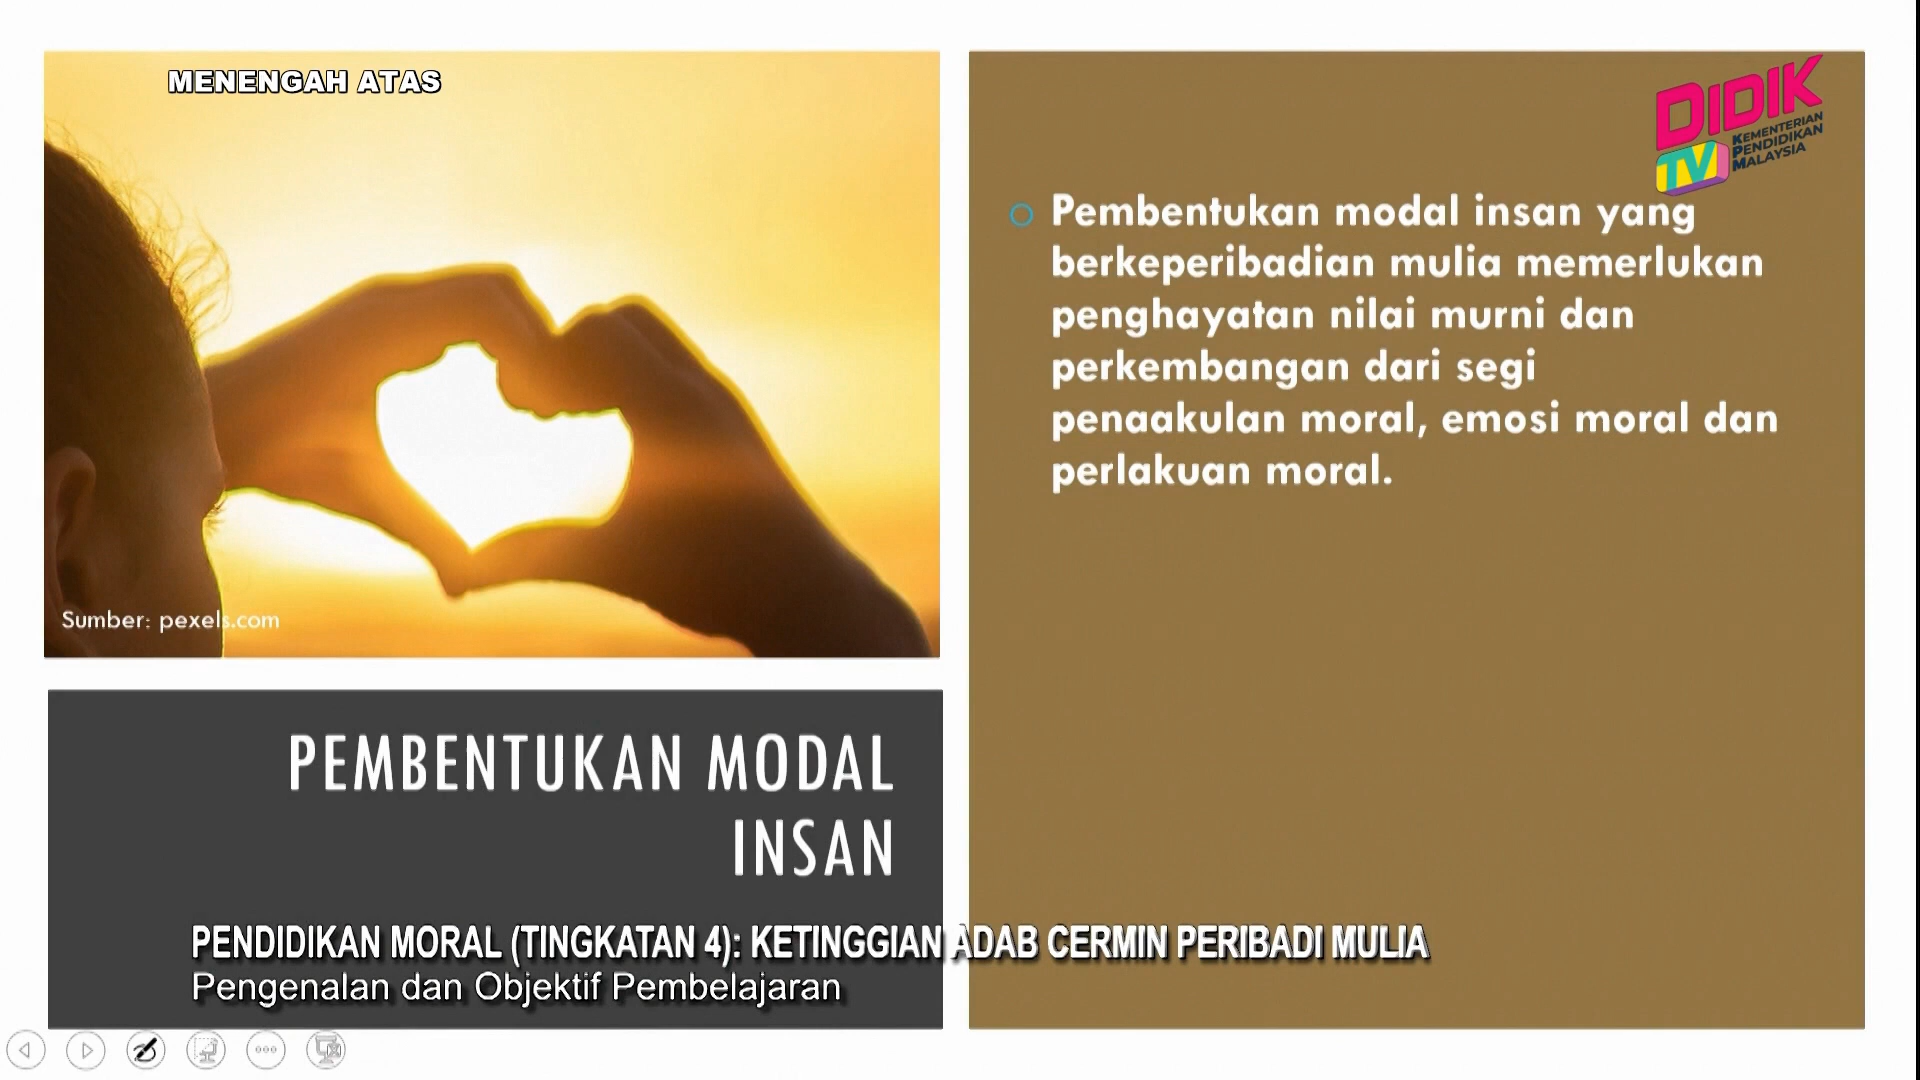 MENENGAH ATAS
Sumber: pexels.com
PEMBENTUKAN MODAL
INSAN
DIDIK
TV
KEMENTERIAN
PENDIDIKAN
MALAYSIA
Pembentukan modal insan yang
berkeperibadian mulia memerlukan
penghayatan nilai murni dan
perkembangan dari segi
penaakulan moral, emosi moral dan
perlakuan moral.
PENDIDIKAN MORAL (TINGKATAN 4): KETINGGIAN ADAB CERMIN PERIBADI MULIA
Pengenalan dan Objektif Pembelajaran